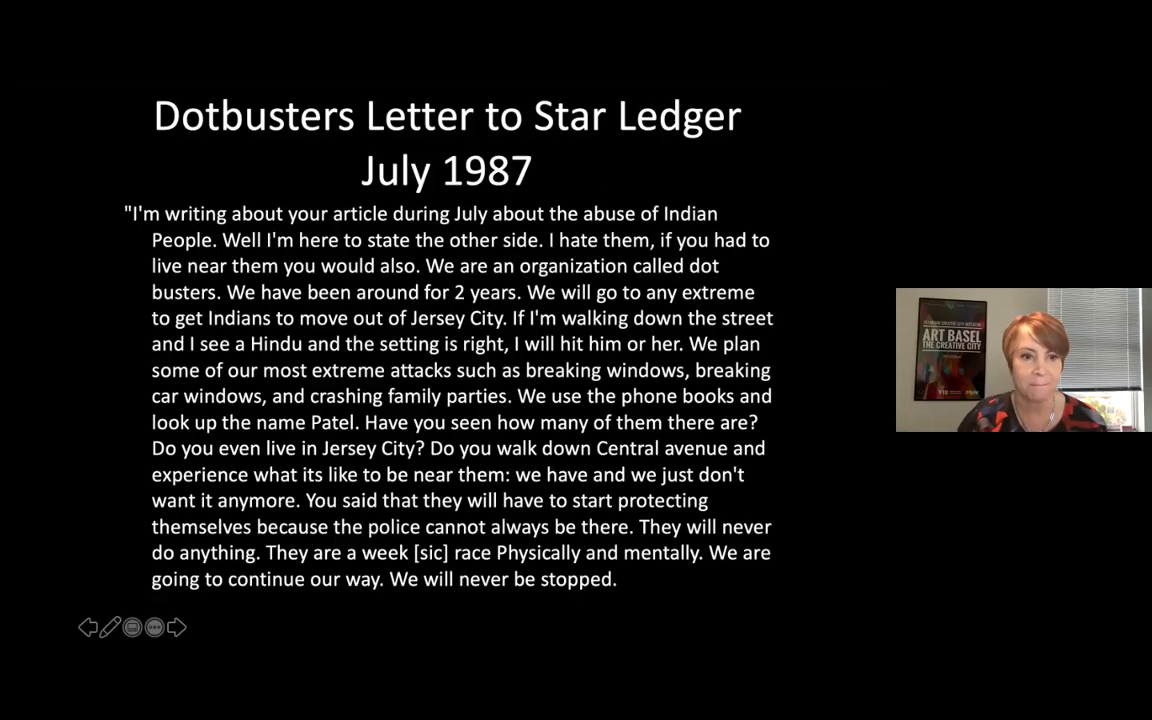 Dotbusters Letter to Star Ledger
July 1987
"I'm writing about your article during July about the abuse of Indian
People. Well I'm here to state the other side. I hate them, if you had to
live near them you would also. We are an organization called dot
busters. We have been around for 2 years. We will go to any extreme
to get Indians to move out of Jersey City. If I'm walking down the street
and I see a Hindu and the setting is right, I will hit him or her. We plan
some of our most extreme attacks such as breaking windows, breaking
car windows, and crashing family parties. We use the phone books and
look up the name Patel. Have you seen how many of them there are?
Do you even live in Jersey City? Do you walk down Central avenue and
experience what its like to be near them: we have and we just don't
want it anymore. You said that they will have to start protecting
themselves because the police cannot always be there. They will never
do anything. They are a week [sic] race Physically and mentally. We are
going to continue our way. We will never be stopped.
ART BASEL
THE CREATIVE CITY